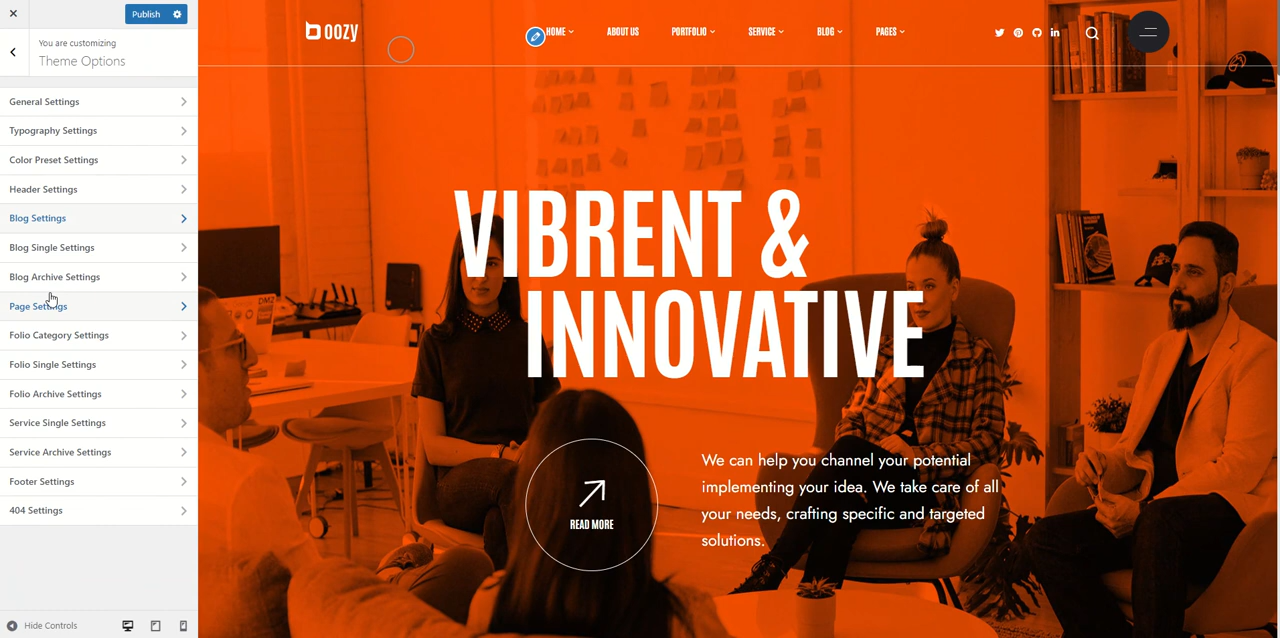 Publish
You are customizing
Theme Options
General Settings
Typography Settings
Color Preset Settings
Header Settings
Blog Settings
Blog Single Settings
Blog Archive Settings
Page Settings
Folio Category Settings
Folio Single Settings
Folio Archive Settings
Service Single Settings
Service Archive Settings
Footer Settings
404 Settings
Hide Controls
oozy
HOME
ABOUT US
PORTFOLIO
SERVICE
BLOG
PAGES
VIBRENT &
INNOVATIVE
READ MORE
We can help you channel your potential
implementing your idea. We take care of all
your needs, crafting specific and targeted
solutions.